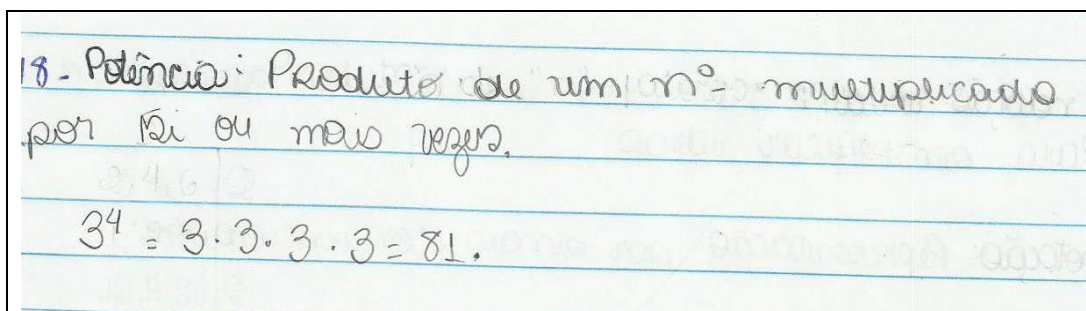 18- Potência: Produto de um nº multiplicado
por si ou mais vezes.
3⁴ = 3 . 3 . 3 . 3 = 81.